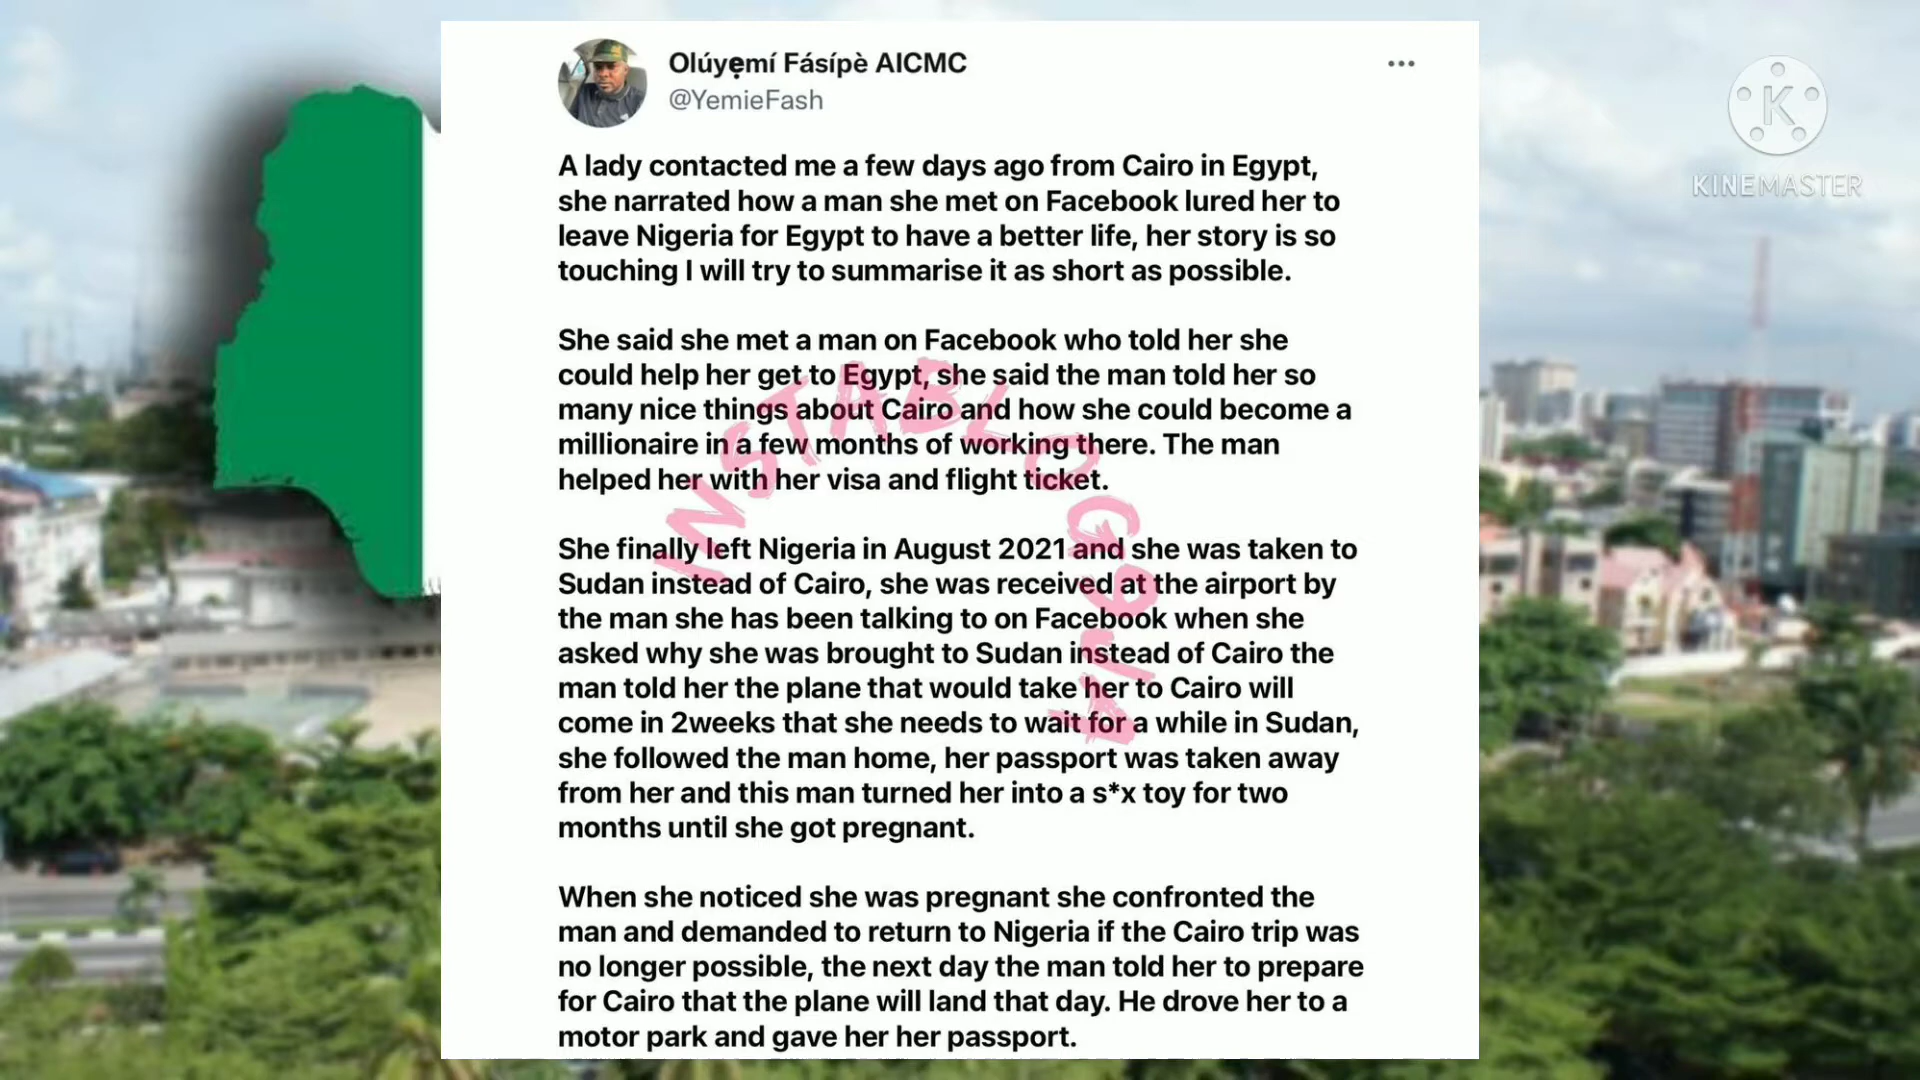 Olúyẹmí Fásípè AICMC
@YemieFash
A lady contacted me a few days ago from Cairo in Egypt,
she narrated how a man she met on Facebook lured her to
leave Nigeria for Egypt to have a better life, her story is so
touching I will try to summarise it as short as possible.
She said she met a man on Facebook who told her she
could help her get to Egypt, she said the man told her so
many nice things about Cairo and how she could become a
millionaire in a few months of working there. The man
helped her with her visa and flight ticket.
She finally left Nigeria in August 2021 and she was taken to
Sudan instead of Cairo, she was received at the airport by
the man she has been talking to on Facebook when she
asked why she was brought to Sudan instead of Cairo the
man told her the plane that would take her to Cairo will
come in 2weeks that she needs to wait for a while in Sudan,
she followed the man home, her passport was taken away
from her and this man turned her into a s*x toy for two
months until she got pregnant.
When she noticed she was pregnant she confronted the
man and demanded to return to Nigeria if the Cairo trip was
no longer possible, the next day the man told her to prepare
for Cairo that the plane will land that day. He drove her to a
motor park and gave her her passport.
INSTABLOG9JA
K
KINEMASTER